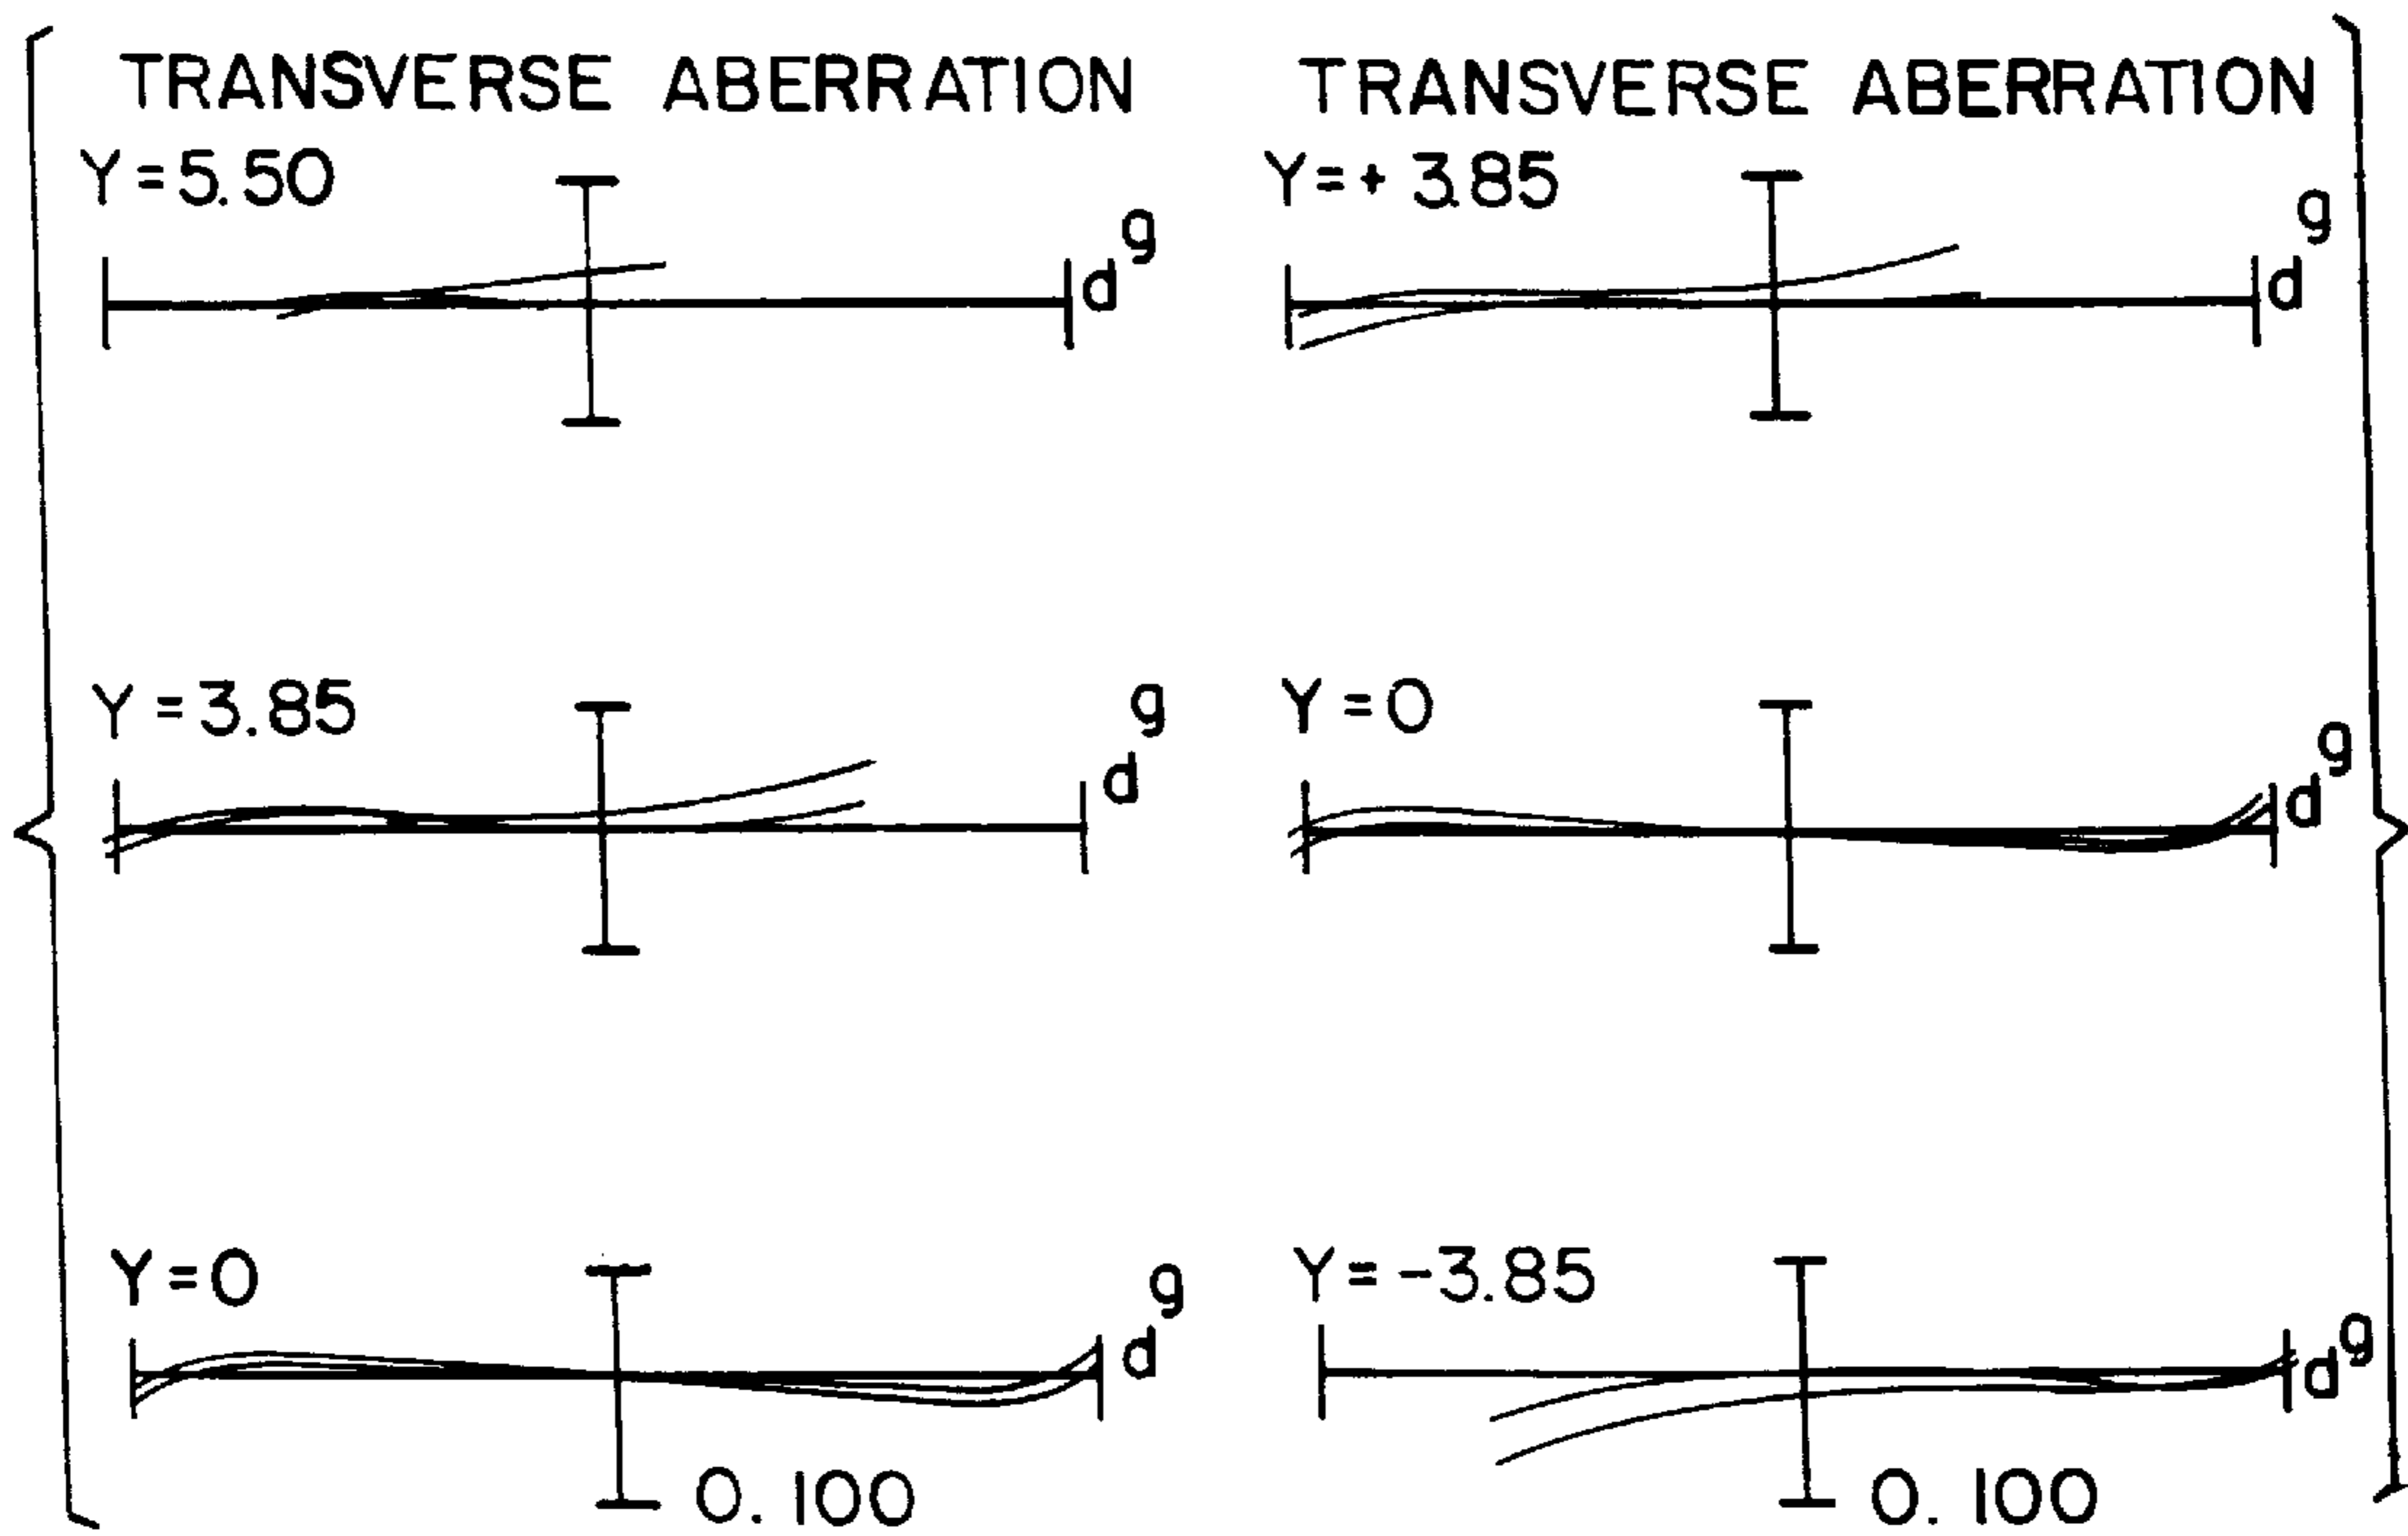 TRANSVERSE ABERRATION
Y=5.50
g
d
Y=3.85
g
d
Y=0
g
d
0.100
TRANSVERSE ABERRATION
Y=+3.85
g
d
Y=0
g
d
Y=-3.85
g
d
0.100